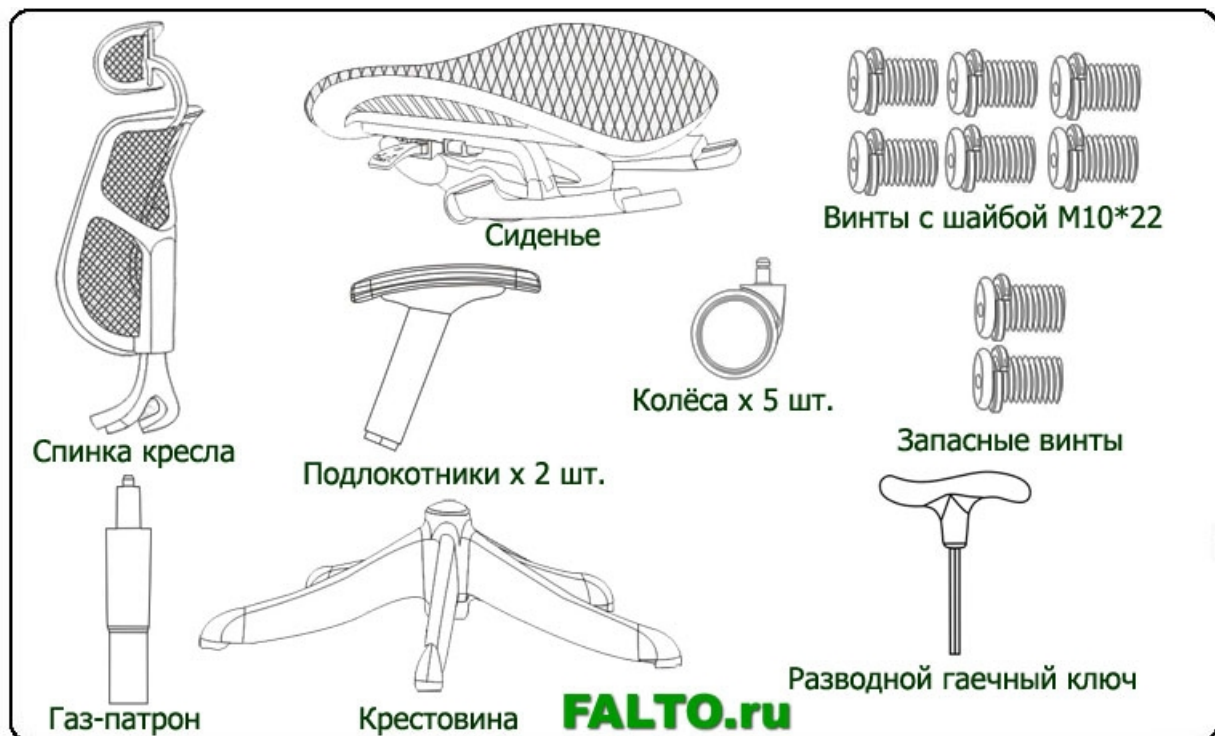 Сиденье
Винты с шайбой М10*22
Колёса x 5 шт.
Спинка кресла
Подлокотники x 2 шт.
Запасные винты
Разводной гаечный ключ
Газ-патрон
Крестовина
FALTO.ru